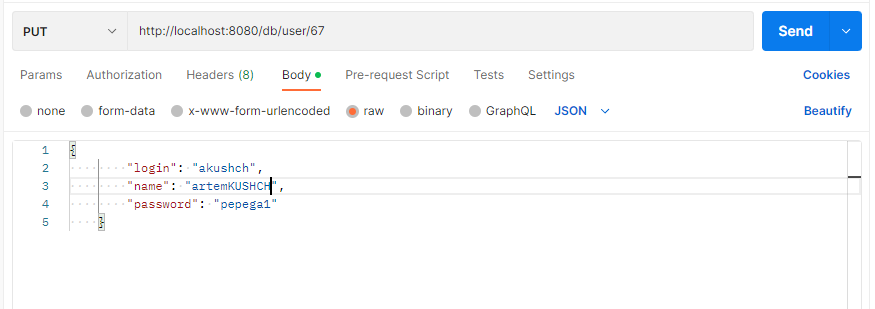 PUT http://localhost:8080/db/user/67 Send
Params Authorization Headers (8) Body Pre-request Script Tests Settings Cookies
none form-data x-www-form-urlencoded raw binary GraphQL JSON Beautify
1 {
2 "login": "akushch",
3 "name": "artemKUSHCH",
4 "password": "pepega1"
5 }